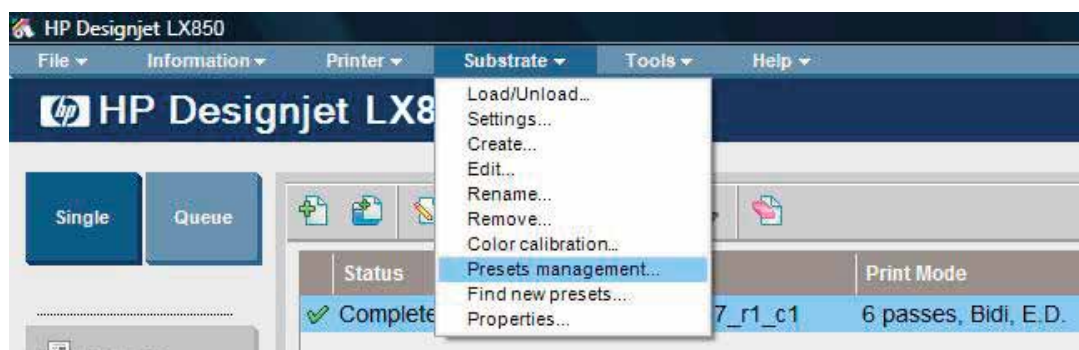 HP Designjet LX850
File Information Printer Substrate Tools Help
hp HP Designjet LX8
Load/Unload...
Settings...
Create...
Edit...
Rename...
Remove...
Color calibration...
Presets management...
Find new presets...
Properties...
Single Queue
Status Print Mode
Complete 7_r1_c1 6 passes, Bidi, E.D.